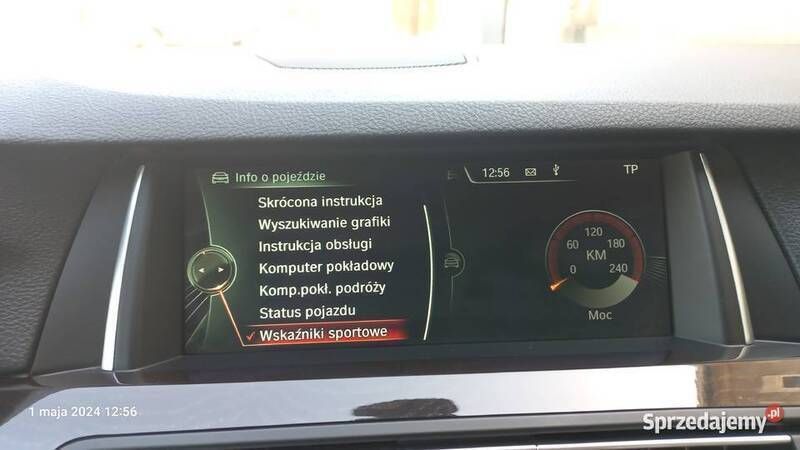 Info o pojeździe
12:56
TP
Skrócona instrukcja
Wyszukiwanie grafiki
Instrukcja obsługi
Komputer pokładowy
Komp.pokł. podróży
Status pojazdu
Wskaźniki sportowe
120
60 180
KM
0 240
Moc
1 maja 2024 12:56
Sprzedajemy.pl